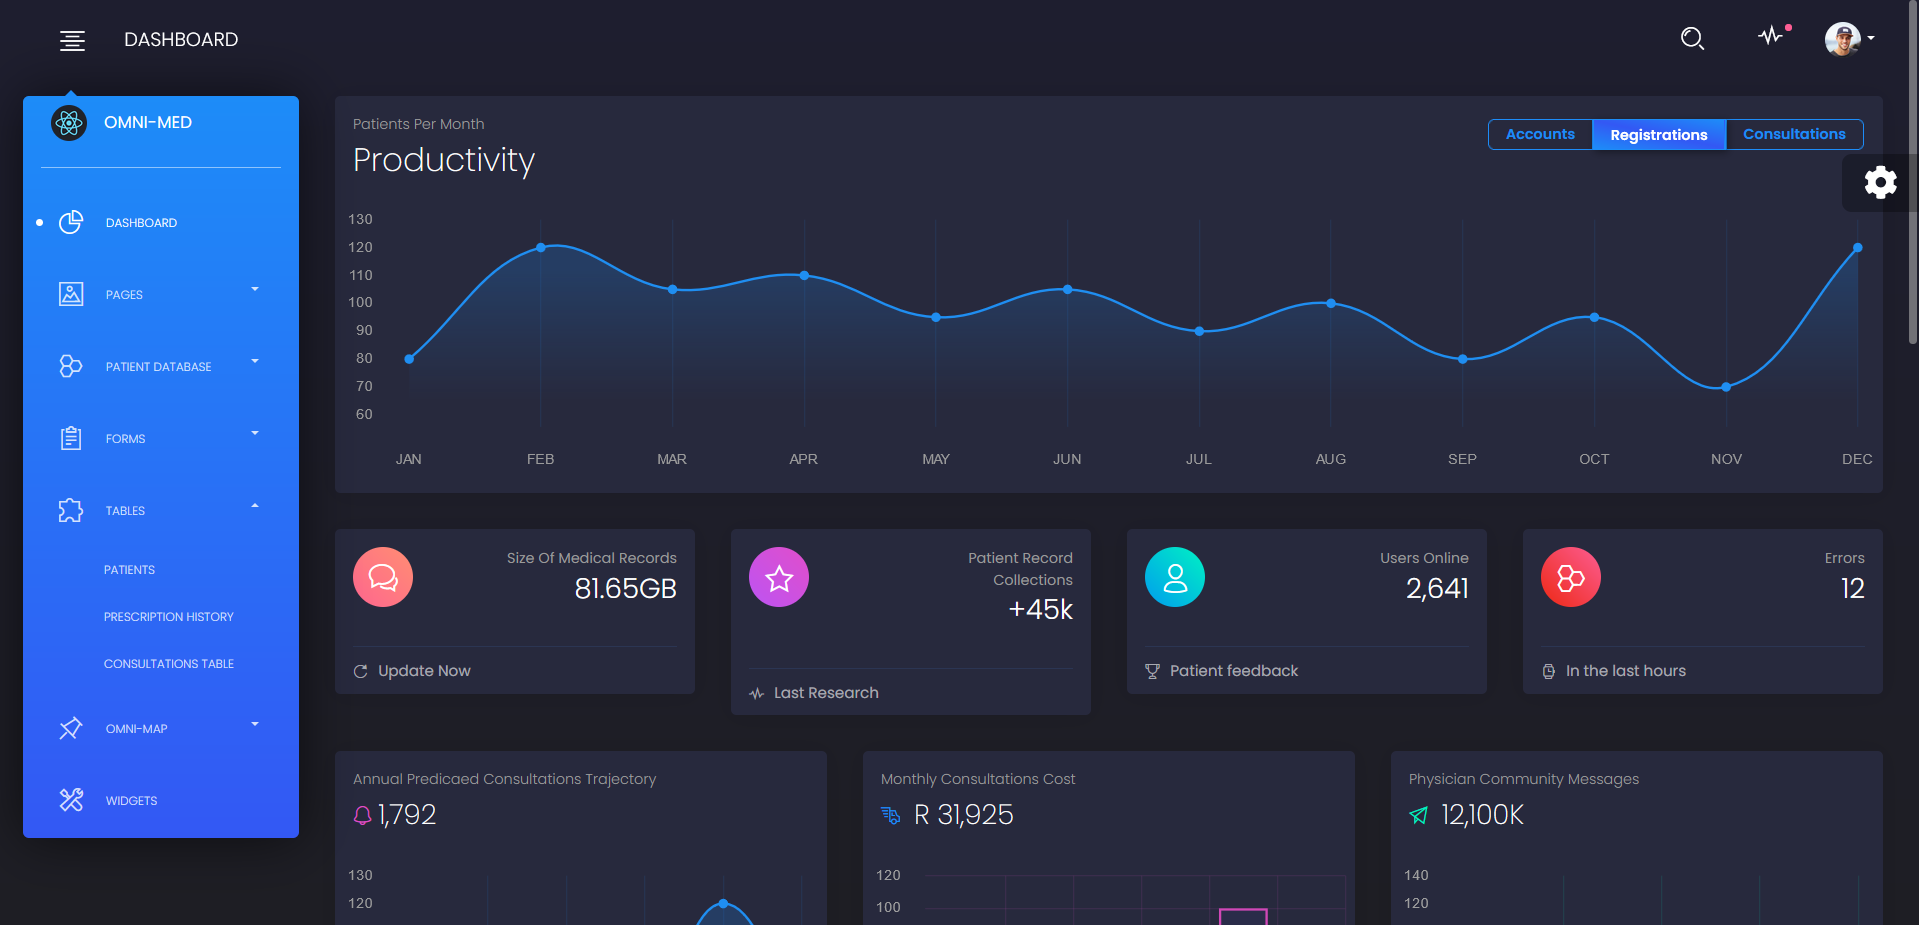 DASHBOARD
OMNI-MED
DASHBOARD
PAGES
PATIENT DATABASE
FORMS
TABLES
PATIENTS
PRESCRIPTION HISTORY
CONSULTATIONS TABLE
OMNI-MAP
WIDGETS
Patients Per Month
Productivity
Accounts Registrations Consultations
130
120
110
100
90
80
70
60
JAN FEB MAR APR MAY JUN JUL AUG SEP OCT NOV DEC
Size Of Medical Records
81.65GB
Update Now
Patient Record
Collections
+45k
Last Research
Users Online
2,641
Patient feedback
Errors
12
In the last hours
Annual Predicaed Consultations Trajectory
1,792
130
120
Monthly Consultations Cost
R 31,925
120
100
Physician Community Messages
12,100K
140
120